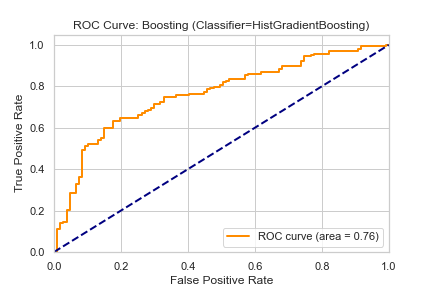 ROC Curve: Boosting (Classifier=HistGradientBoosting)
True Positive Rate
1.0
0.8
0.6
0.4
0.2
0.0
ROC curve (area = 0.76)
0.0 0.2 0.4 0.6 0.8 1.0
False Positive Rate